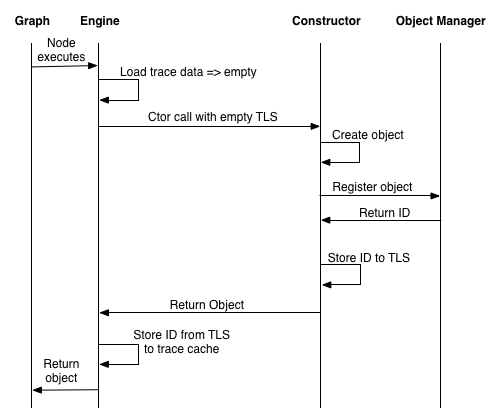 Graph Engine Constructor Object Manager
Node
executes
Load trace data => empty
Ctor call with empty TLS
Create object
Register object
Return ID
Store ID to TLS
Return Object
Store ID from TLS
to trace cache
Return
object